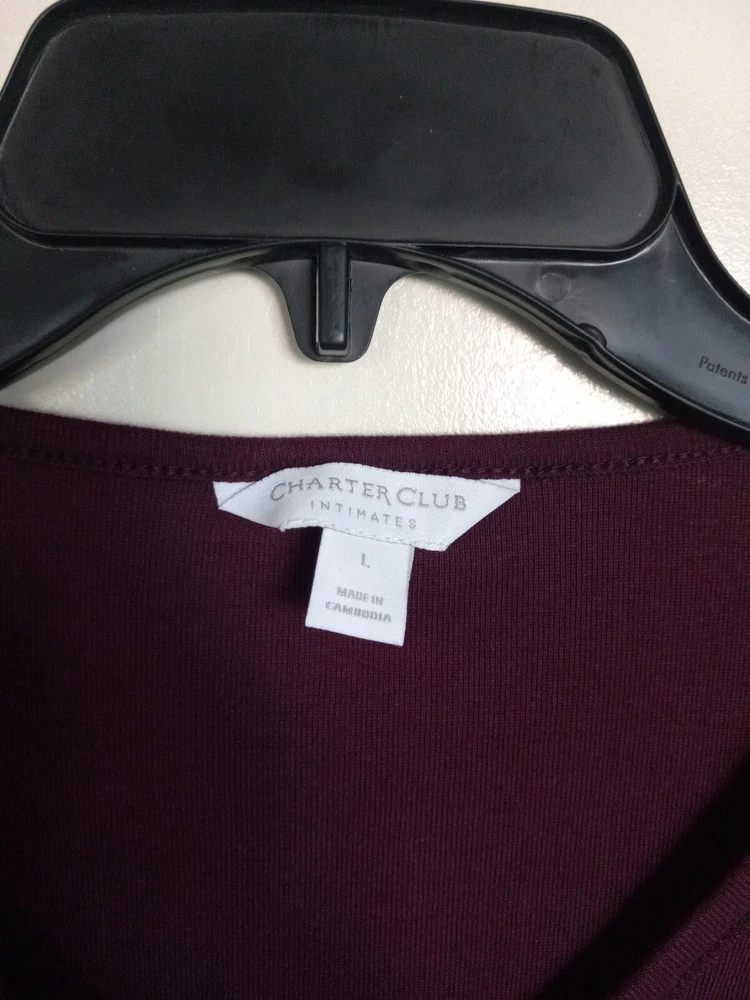 Patents
CHARTER CLUB
INTIMATES
L
MADE IN
CAMBODIA